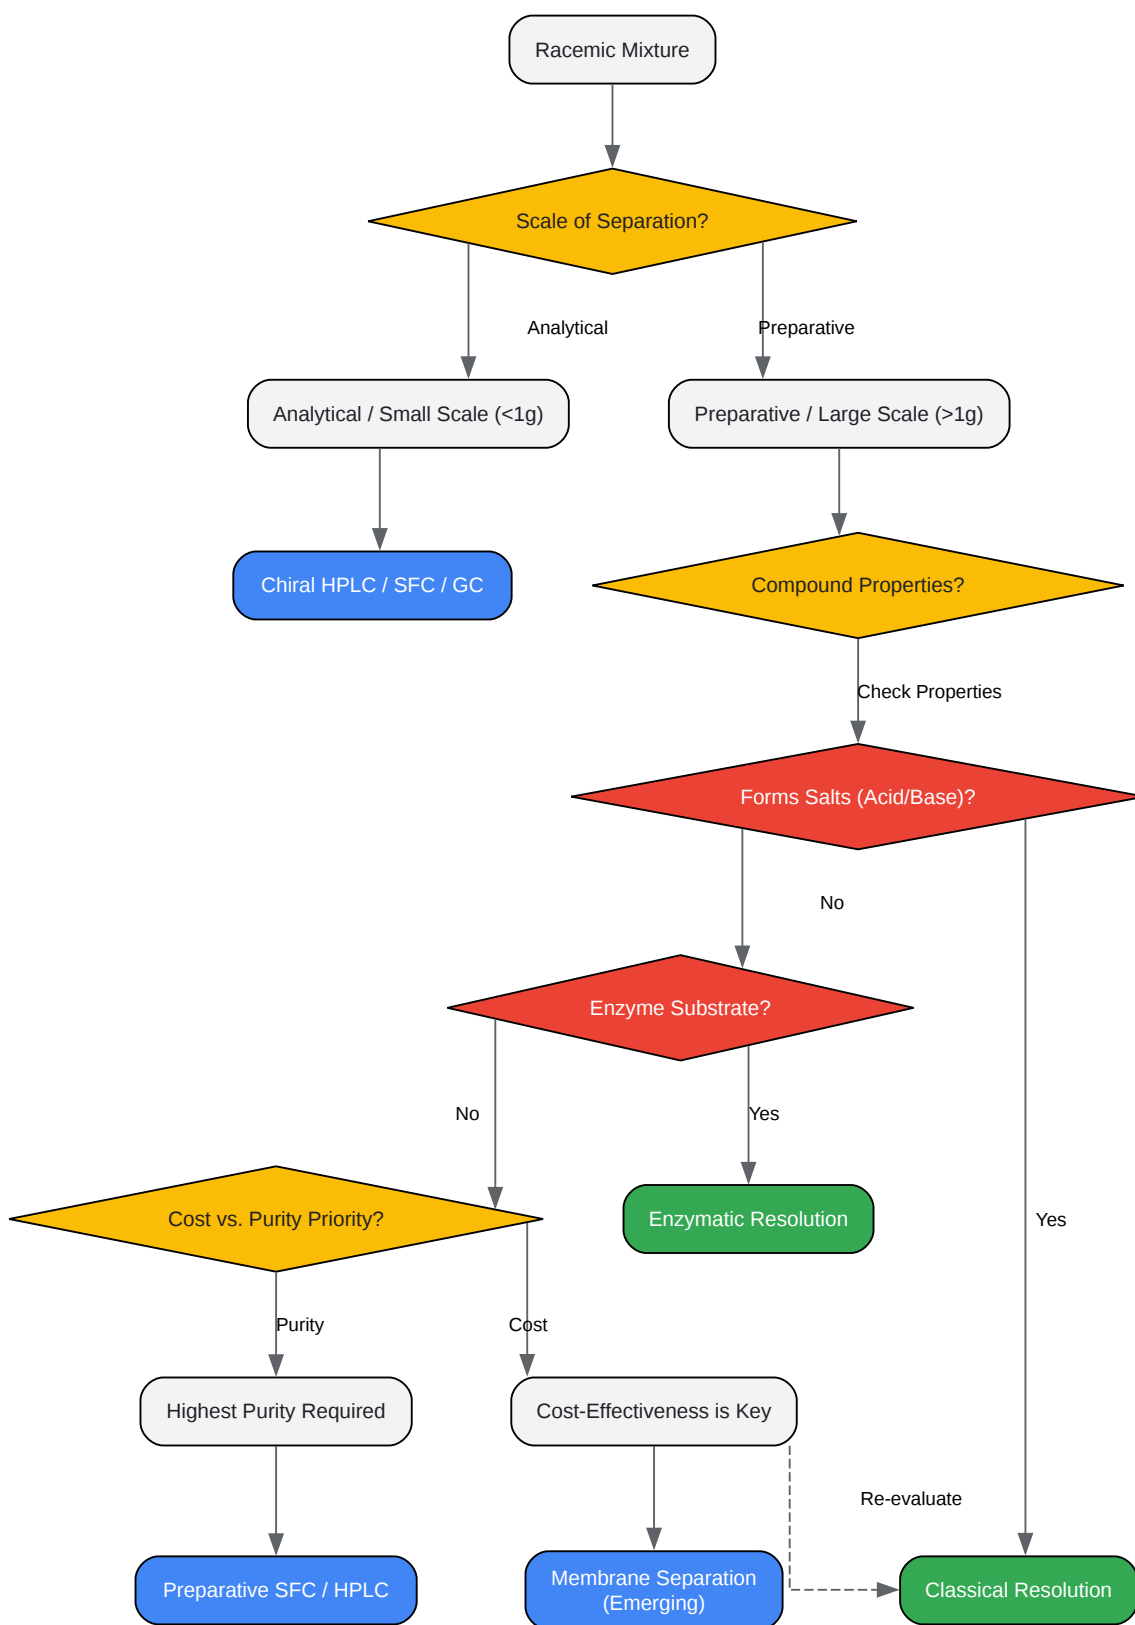 Racemic Mixture
Scale of Separation?
Analytical
Preparative
Analytical / Small Scale (<1g)
Preparative / Large Scale (>1g)
Chiral HPLC / SFC / GC
Compound Properties?
Check Properties
Forms Salts (Acid/Base)?
No
Enzyme Substrate?
No
Yes
Cost vs. Purity Priority?
Enzymatic Resolution
Yes
Purity
Cost
Highest Purity Required
Cost-Effectiveness is Key
Re-evaluate
Preparative SFC / HPLC
Membrane Separation
(Emerging)
Classical Resolution